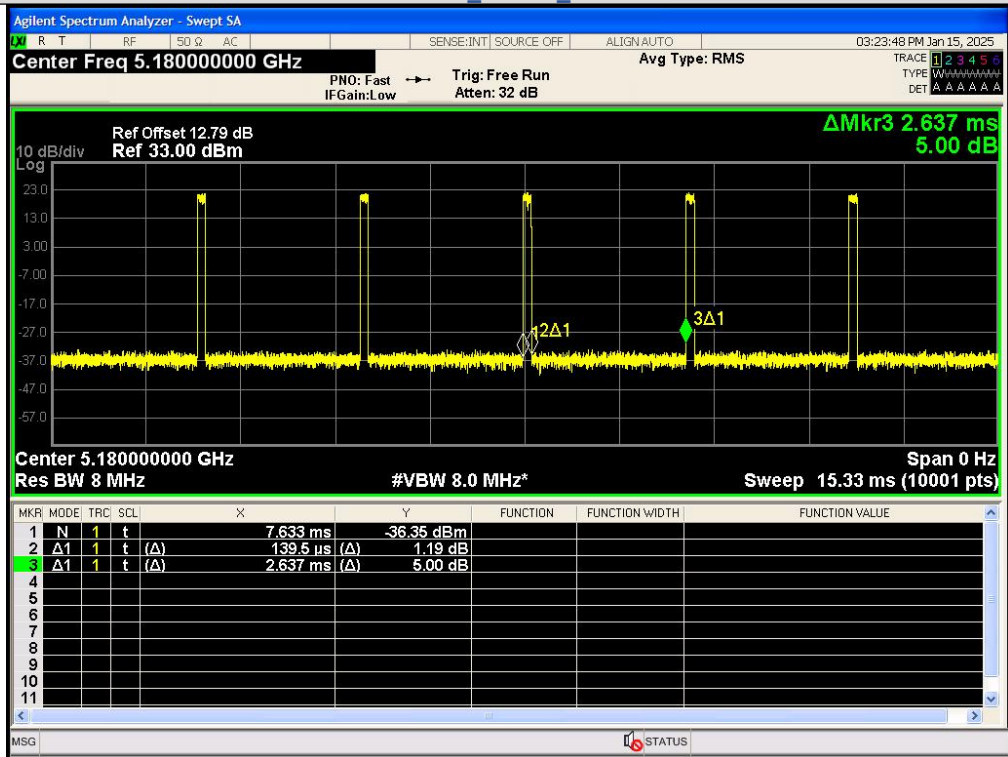 Agilent Spectrum Analyzer - Swept SA
LXI R T RF 50 Ω AC SENSE:INT SOURCE OFF ALIGN AUTO 03:23:48 PM Jan 15, 2025
Center Freq 5.180000000 GHz
Avg Type: RMS
TRACE 1 2 3 4 5 6
PNO: Fast
Trig: Free Run
TYPE W
IFGain:Low
Atten: 32 dB
DET A A A A A A
ΔMkr3 2.637 ms
5.00 dB
Ref Offset 12.79 dB
10 dB/div Ref 33.00 dBm
Log
23.0
13.0
3.00
-7.00
-17.0
-27.0
-37.0
-47.0
-57.0
1 2Δ1
3Δ1
Center 5.180000000 GHz Span 0 Hz
Res BW 8 MHz #VBW 8.0 MHz* Sweep 15.33 ms (10001 pts)
MKR MODE TRC SCL X Y FUNCTION FUNCTION WIDTH FUNCTION VALUE
1 N 1 t 7.633 ms -36.35 dBm
2 Δ1 1 t (Δ) 139.5 µs (Δ) 1.19 dB
3 Δ1 1 t (Δ) 2.637 ms (Δ) 5.00 dB
4
5
6
7
8
9
10
11
MSG STATUS